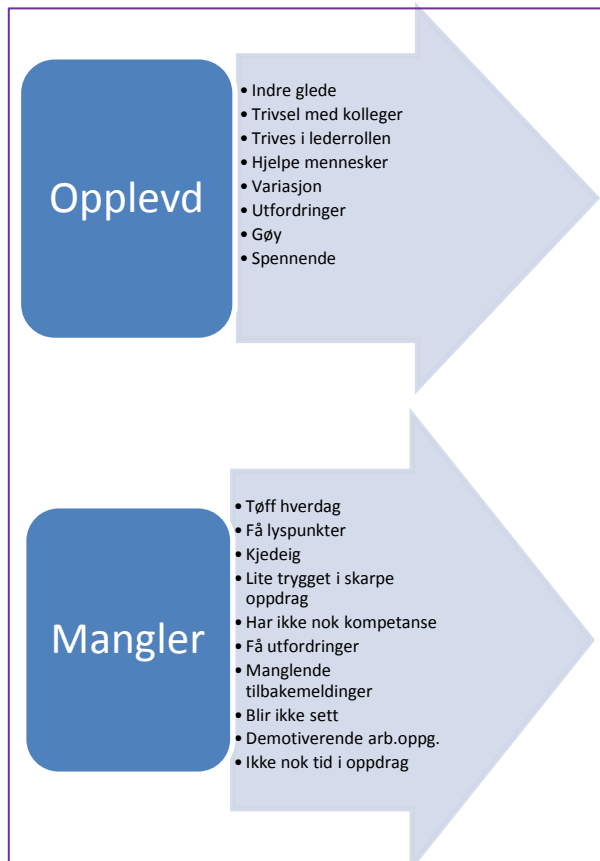 Opplevd
• Indre glede
• Trivsel med kolleger
• Trives i lederrollen
• Hjelpe mennesker
• Variasjon
• Utfordringer
• Gøy
• Spennende
Mangler
• Tøff hverdag
• Få lyspunkter
• Kjedeig
• Lite trygget i skarpe
oppdrag
• Har ikke nok kompetanse
• Få utfordringer
• Manglende
tilbakemeldinger
• Blir ikke sett
• Demotiverende arb.oppg.
• Ikke nok tid i oppdrag